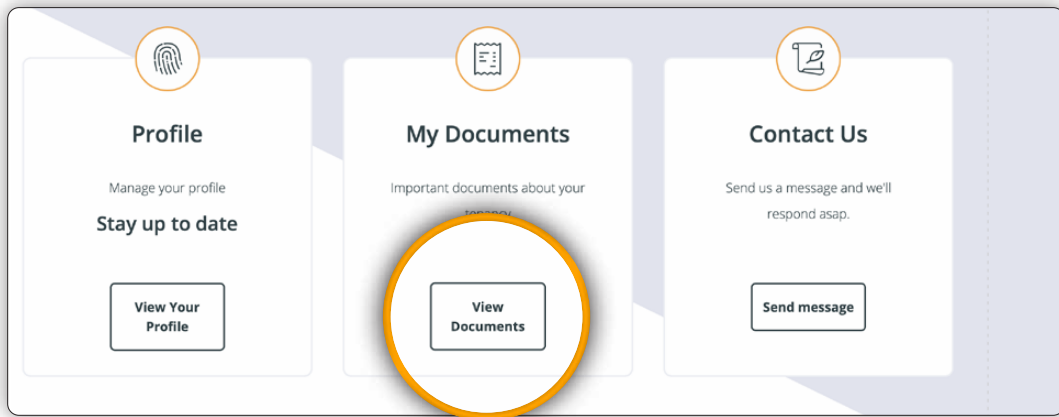 Profile
Manage your profile
Stay up to date
View Your
Profile
My Documents
Important documents about your
tenancy
View
Documents
Contact Us
Send us a message and we'll
respond asap.
Send message